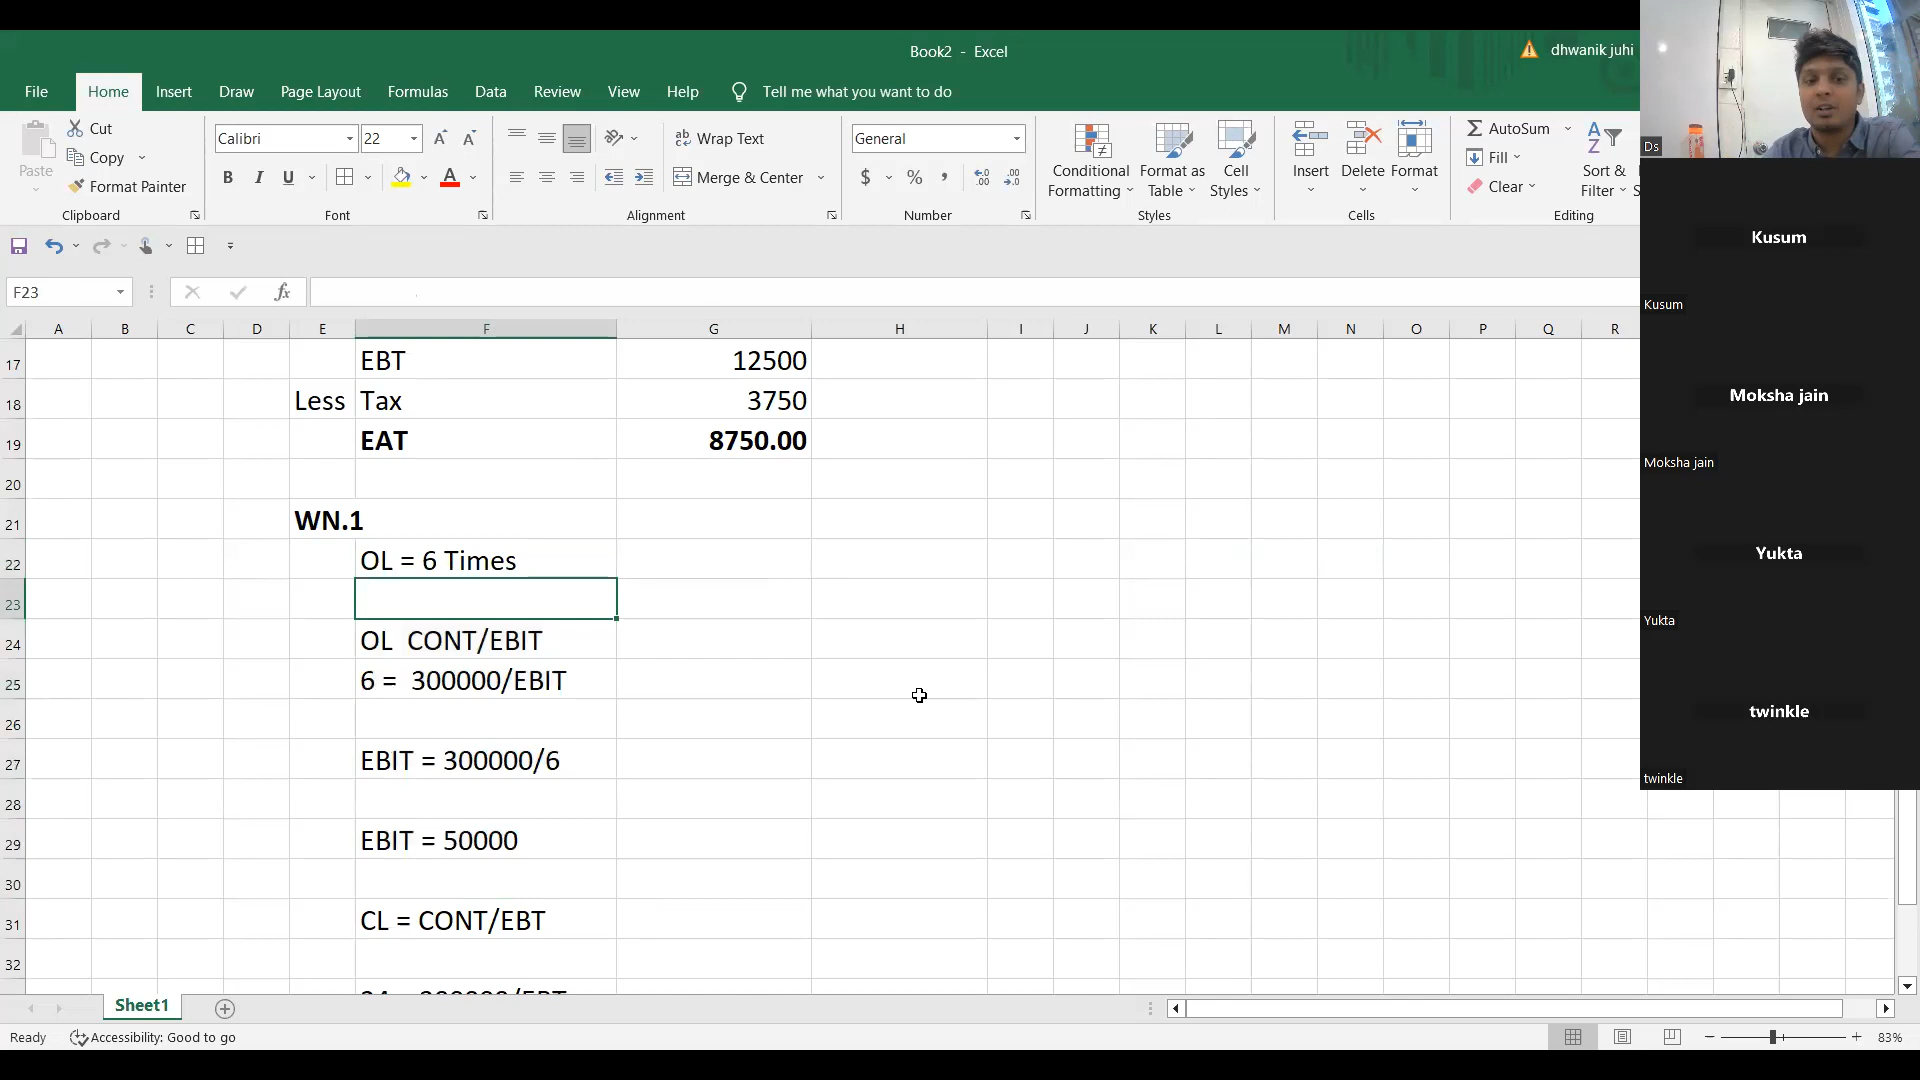 Book2 - Excel
dhwanik juhi
File
Home
Insert
Draw
Page Layout
Formulas
Data
Review
View
Help
Tell me what you want to do
Paste
Cut
Copy
Format Painter
Clipboard
Calibri
22
B I U
Font
Wrap Text
Merge & Center
Alignment
General
$ % ,
Number
Conditional Formatting
Format as Table
Cell Styles
Styles
Insert
Delete
Format
Cells
AutoSum
Fill
Clear
Sort & Filter
S
Editing
F23
fx
A B C D E F G H I J K L M N O P Q R
17 EBT 12500
18 Less Tax 3750
19 EAT 8750.00
20
21 WN.1
22 OL = 6 Times
23
24 OL CONT/EBIT
25 6 = 300000/EBIT
26
27 EBIT = 300000/6
28
29 EBIT = 50000
30
31 CL = CONT/EBT
32
Sheet1
Ready
Accessibility: Good to go
83%
Ds
Kusum
Kusum
Moksha jain
Moksha jain
Yukta
Yukta
twinkle
twinkle